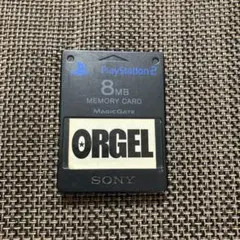 PlayStation 2
8MB
MEMORY CARD
MAGICGATE
ORGEL
SONY